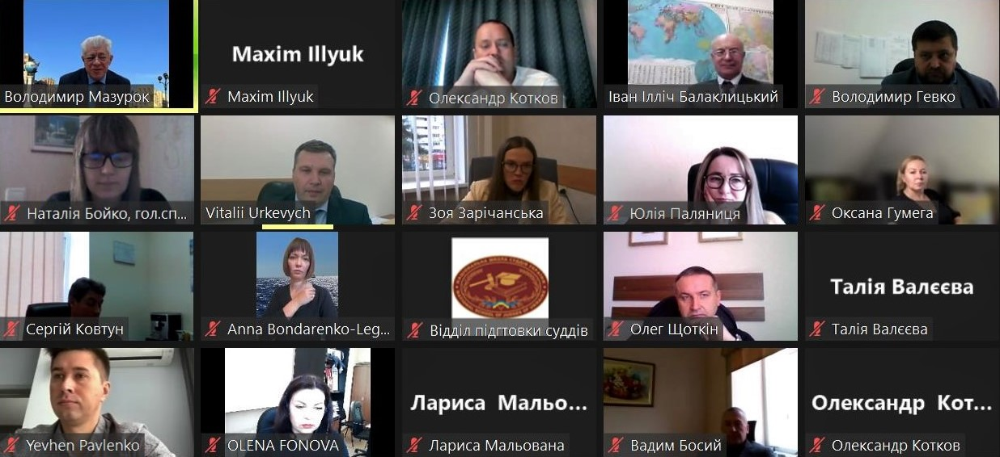 Володимир Мазурок
Maxim Illyuk
Maxim Illyuk
Олександр Котков
Іван Ілліч Балаклицький
Володимир Гевко
Наталія Бойко, гол.сп...
Vitalii Urkevych
Зоя Зарічанська
Юлія Паляниця
Оксана Гумега
Сергій Ковтун
Anna Bondarenko-Leg...
Відділ підгтовки суддів
Олег Щоткін
Талія Валєєва
Талія Валєєва
Yevhen Pavlenko
OLENA FONOVA
Лариса Мальо...
Лариса Мальована
Вадим Босий
Олександр Кот...
Олександр Котков